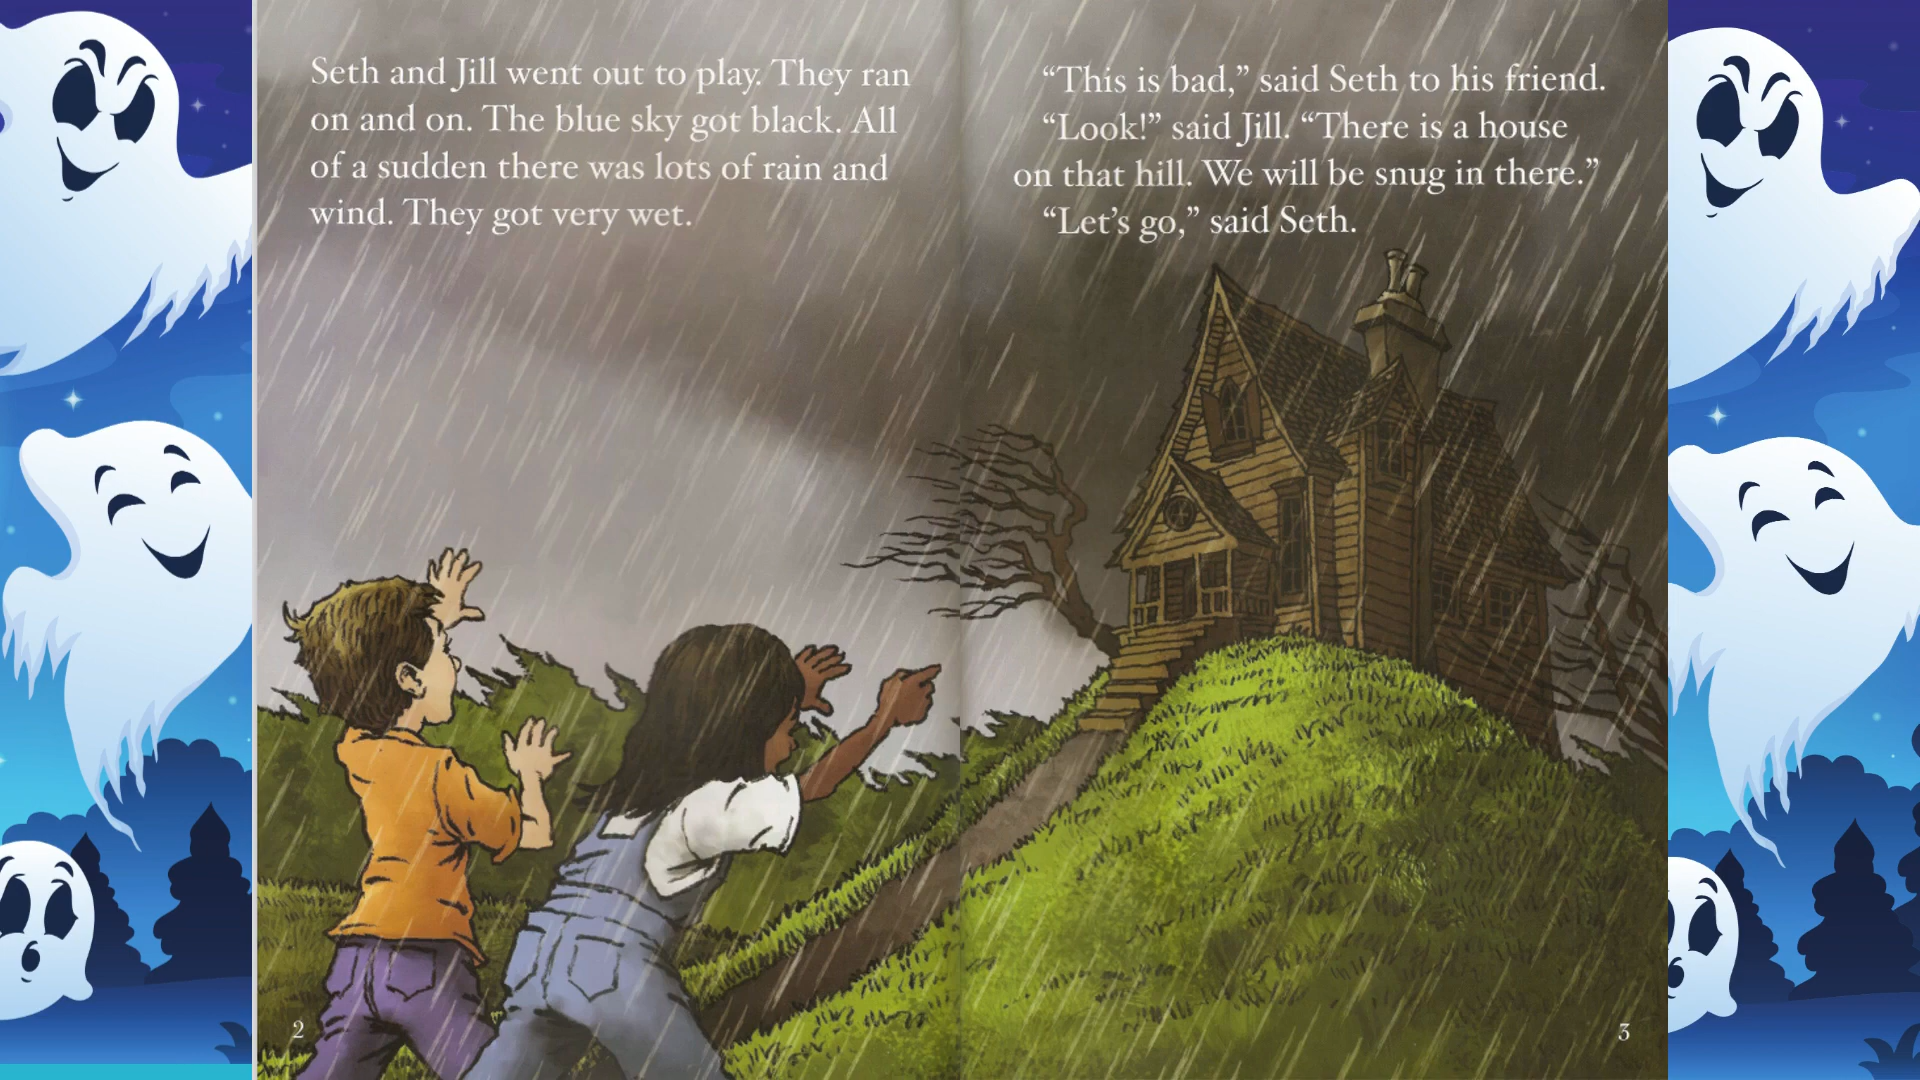 Seth and Jill went out to play. They ran
on and on. The blue sky got black. All
of a sudden there was lots of rain and
wind. They got very wet.
2
“This is bad,” said Seth to his friend.
“Look!” said Jill. “There is a house
on that hill. We will be snug in there.”
“Let’s go,” said Seth.
3